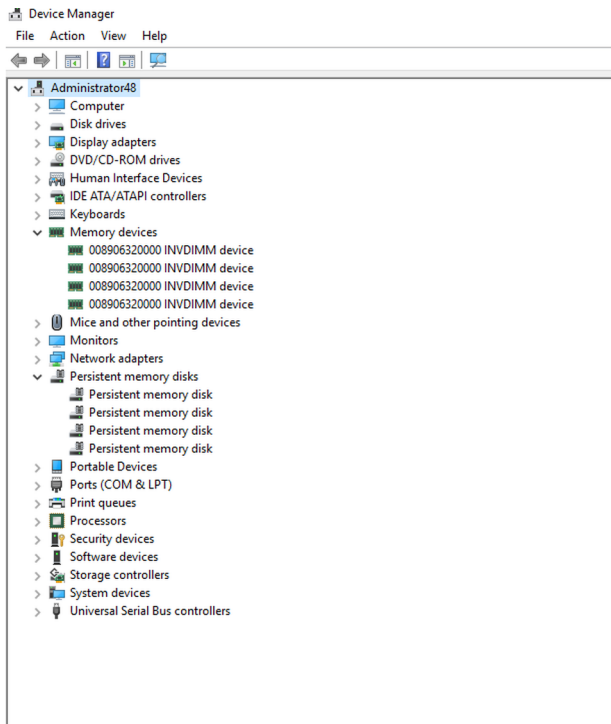 Device Manager
File Action View Help
Administrator48
Computer
Disk drives
Display adapters
DVD/CD-ROM drives
Human Interface Devices
IDE ATA/ATAPI controllers
Keyboards
Memory devices
008906320000 INVDIMM device
008906320000 INVDIMM device
008906320000 INVDIMM device
008906320000 INVDIMM device
Mice and other pointing devices
Monitors
Network adapters
Persistent memory disks
Persistent memory disk
Persistent memory disk
Persistent memory disk
Persistent memory disk
Portable Devices
Ports (COM & LPT)
Print queues
Processors
Security devices
Software devices
Storage controllers
System devices
Universal Serial Bus controllers